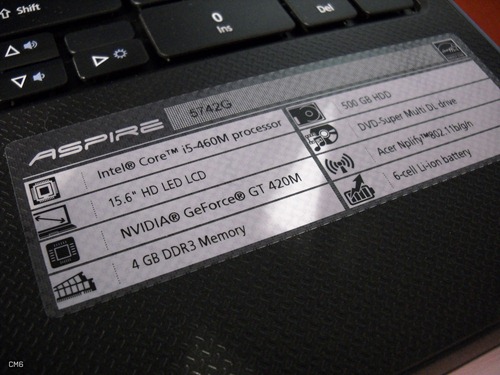 Shift
0
Ins
Del
ASPIRE 5742G
Intel® Core™ i5-460M processor
15.6" HD LED LCD
NVIDIA® GeForce® GT 420M
4 GB DDR3 Memory
500 GB HDD
DVD-Super Multi DL drive
Acer Nplify™802.11b/g/n
6-cell Li-ion battery
CMG